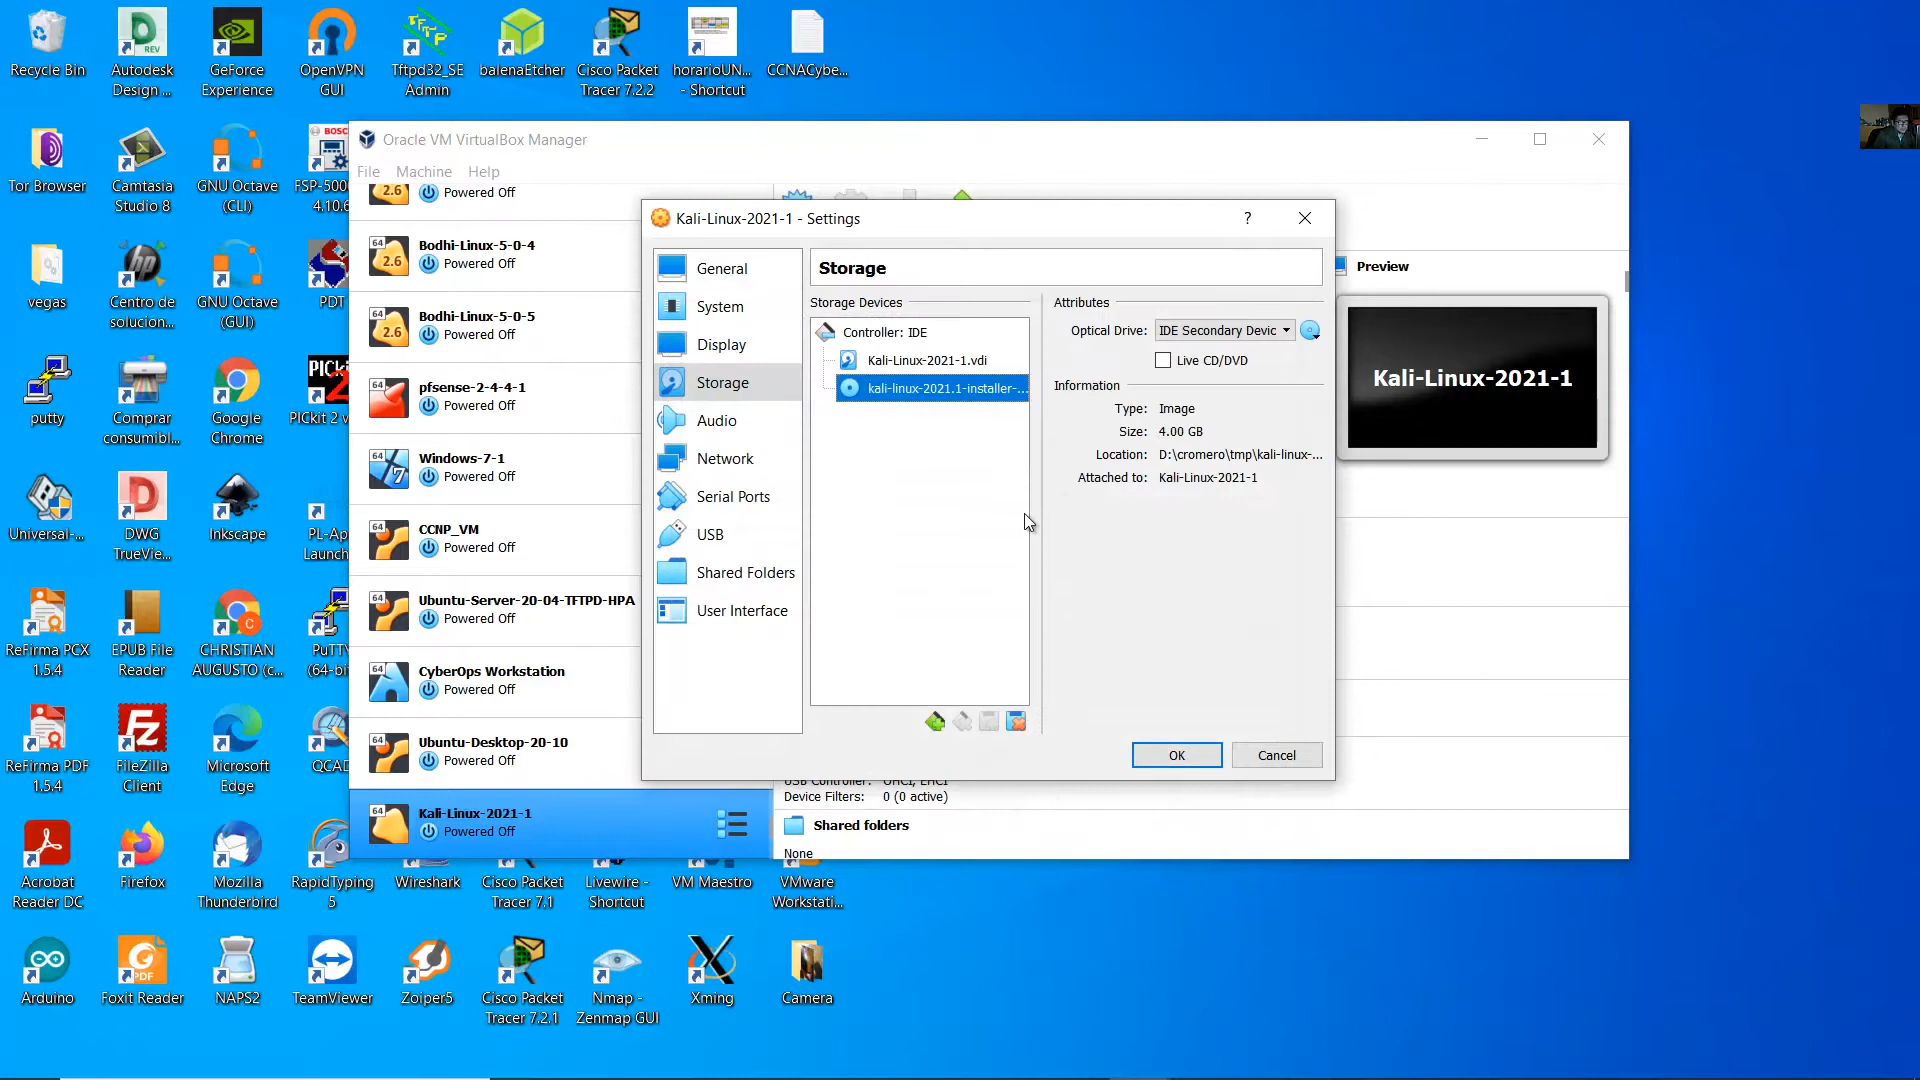 Recycle Bin
Autodesk
Design ...
GeForce
Experience
OpenVPN
GUI
Tftpd32_SE
Admin
balenaEtcher
Cisco Packet
Tracer 7.2.2
horarioUN...
- Shortcut
CCNACybe...
Tor Browser
Camtasia
Studio 8
GNU Octave
(CLI)
BOSC
FSP-500
4.10.6
vegas
Centro de
solucion...
GNU Octave
(GUI)
PDT
putty
Comprar
consumibl...
Google
Chrome
PICkit 2 v
Universal-...
DWG
TrueVie...
Inkscape
PL-Ap
Launch
ReFirma PCX
1.5.4
EPUB File
Reader
CHRISTIAN
AUGUSTO (c...
PuTTY
(64-bi
ReFirma PDF
1.5.4
FileZilla
Client
Microsoft
Edge
QCAD
Acrobat
Reader DC
Firefox
Mozilla
Thunderbird
RapidTyping
5
Wireshark
Cisco Packet
Tracer 7.1
Livewire -
Shortcut
VM Maestro
VMware
Workstati...
Arduino
Foxit Reader
NAPS2
TeamViewer
Zoiper5
Cisco Packet
Tracer 7.2.1
Nmap -
Zenmap GUI
Xming
Camera
Oracle VM VirtualBox Manager
File Machine Help
2.6 Powered Off
64 2.6 Bodhi-Linux-5-0-4
Powered Off
64 2.6 Bodhi-Linux-5-0-5
Powered Off
64 pfsense-2-4-4-1
Powered Off
64 7 Windows-7-1
Powered Off
64 CCNP_VM
Powered Off
64 Ubuntu-Server-20-04-TFTPD-HPA
Powered Off
64 CyberOps Workstation
Powered Off
64 Ubuntu-Desktop-20-10
Powered Off
64 Kali-Linux-2021-1
Powered Off
Kali-Linux-2021-1 - Settings
?
General
System
Display
Storage
Audio
Network
Serial Ports
USB
Shared Folders
User Interface
Storage
Storage Devices
Controller: IDE
Kali-Linux-2021-1.vdi
kali-linux-2021.1-installer-...
Attributes
Optical Drive: IDE Secondary Devic
Live CD/DVD
Information
Type: Image
Size: 4.00 GB
Location: D:\cromero\tmp\kali-linux-...
Attached to: Kali-Linux-2021-1
OK
Cancel
Preview
Kali-Linux-2021-1
USB Controller: OHCI, EHCI
Device Filters: 0 (0 active)
Shared folders
None